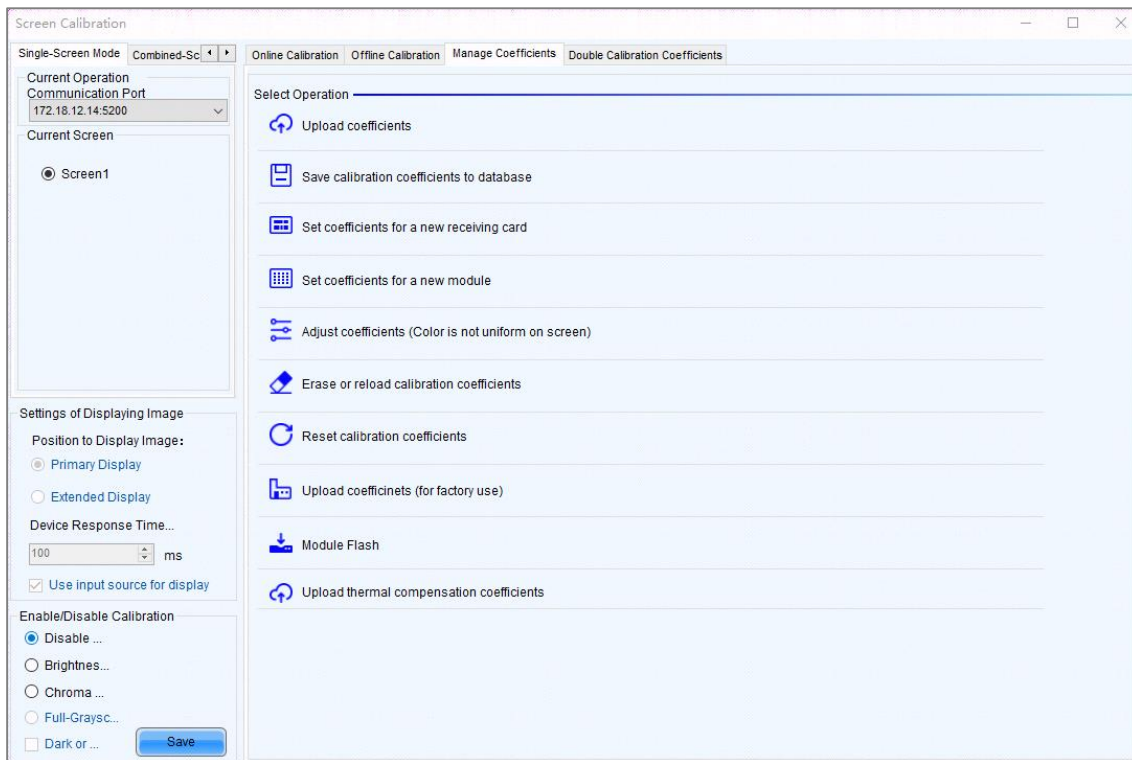 Screen Calibration
Single-Screen Mode
Combined-Sc
Online Calibration
Offline Calibration
Manage Coefficients
Double Calibration Coefficients
Current Operation
Communication Port
172.18.12.14:5200
Current Screen
Screen1
Settings of Displaying Image
Position to Display Image:
Primary Display
Extended Display
Device Response Time...
100
ms
Use input source for display
Enable/Disable Calibration
Disable ...
Brightnes...
Chroma ...
Full-Graysc...
Dark or ...
Save
Select Operation
Upload coefficients
Save calibration coefficients to database
Set coefficients for a new receiving card
Set coefficients for a new module
Adjust coefficients (Color is not uniform on screen)
Erase or reload calibration coefficients
Reset calibration coefficients
Upload coefficinets (for factory use)
Module Flash
Upload thermal compensation coefficients